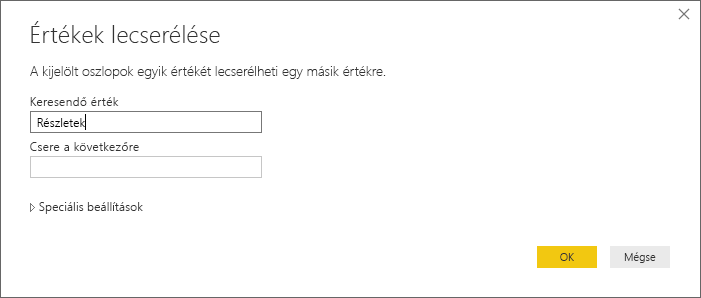 Értékek lecserélése
A kijelölt oszlopok egyik értékét lecserélheti egy másik értékre.
Keresendő érték
Részletek
Csere a következőre
Speciális beállítások
OK
Mégse